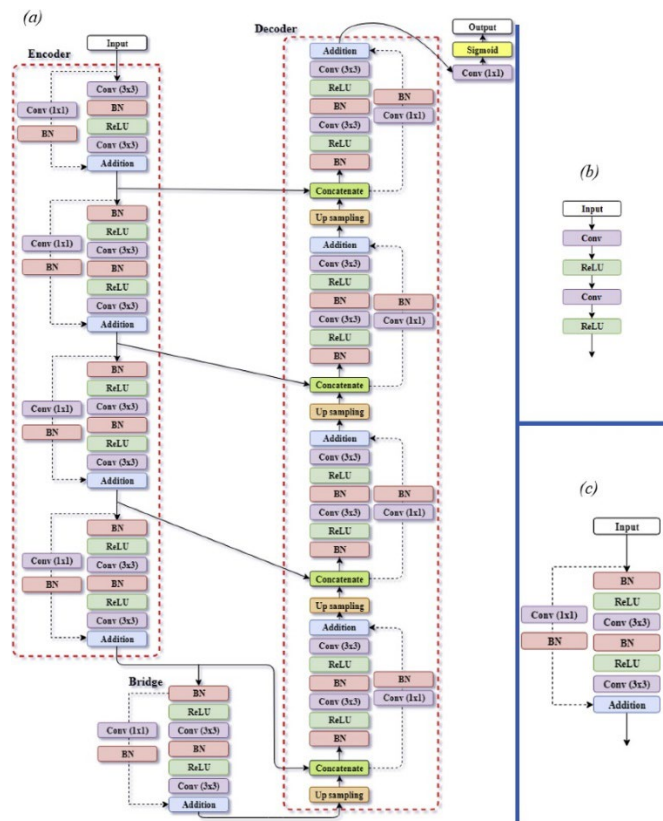 (a)
Encoder
Input
Conv (3x3)
BN
ReLU
Conv (3x3)
Addition
Conv (1x1)
BN
BN
ReLU
Conv (3x3)
BN
ReLU
Conv (3x3)
Addition
Conv (1x1)
BN
BN
ReLU
Conv (3x3)
BN
ReLU
Conv (3x3)
Addition
Conv (1x1)
BN
BN
ReLU
Conv (3x3)
BN
ReLU
Conv (3x3)
Addition
Conv (1x1)
BN
Bridge
BN
ReLU
Conv (3x3)
BN
ReLU
Conv (3x3)
Addition
Conv (1x1)
BN
Decoder
Addition
Conv (3x3)
ReLU
BN
Conv (3x3)
ReLU
BN
Concatenate
Up sampling
BN
Conv (1x1)
Addition
Conv (3x3)
ReLU
BN
Conv (3x3)
ReLU
BN
Concatenate
Up sampling
BN
Conv (1x1)
Addition
Conv (3x3)
ReLU
BN
Conv (3x3)
ReLU
BN
Concatenate
Up sampling
BN
Conv (1x1)
Addition
Conv (3x3)
ReLU
BN
Conv (3x3)
ReLU
BN
Concatenate
Up sampling
BN
Conv (1x1)
Output
Sigmoid
Conv (1x1)
(b)
Input
Conv
ReLU
Conv
ReLU
(c)
Input
BN
ReLU
Conv (3x3)
BN
ReLU
Conv (3x3)
Addition
Conv (1x1)
BN